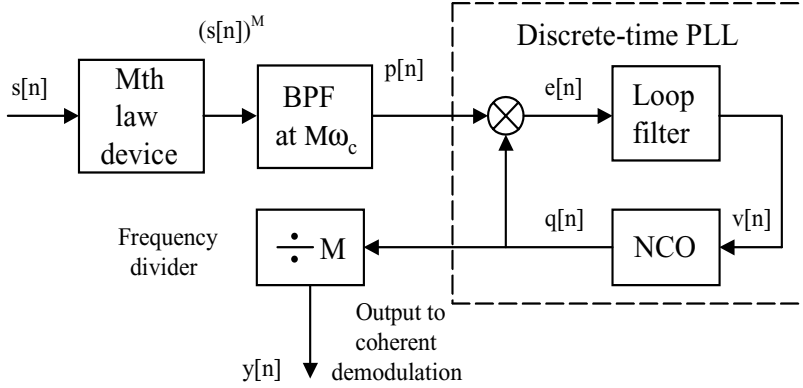 (s[n])^M
Discrete-time PLL
s[n]
Mth
law
device
BPF
at Mω_c
p[n]
e[n]
Loop
filter
Frequency
divider
÷ M
q[n]
NCO
v[n]
Output to
coherent
demodulation
y[n]